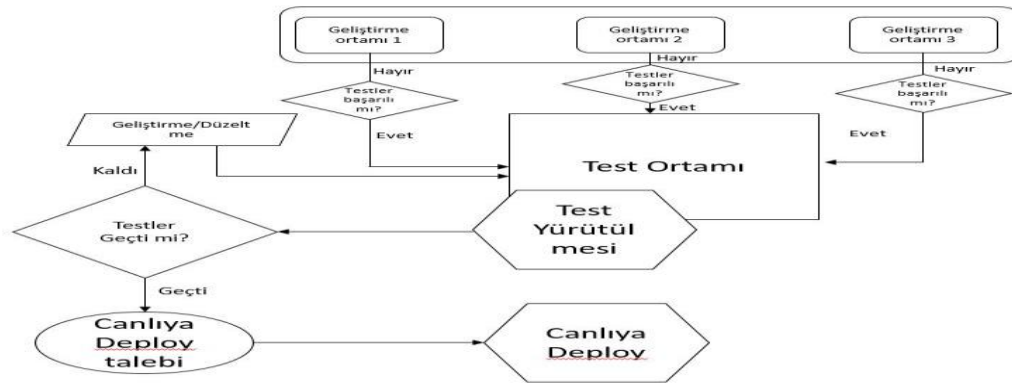 Geliştirme
ortamı 1
Geliştirme
ortamı 2
Geliştirme
ortamı 3
Hayır
Hayır
Hayır
Testler
başarılı
mı?
Testler
başarılı
mı?
Testler
başarılı
mı?
Evet
Evet
Evet
Geliştirme/Düzelt
me
Test Ortamı
Kaldı
Testler
Geçti mi?
Test
Yürütül
mesi
Geçti
Canlıya
Deploy
talebi
Canlıya
Deploy